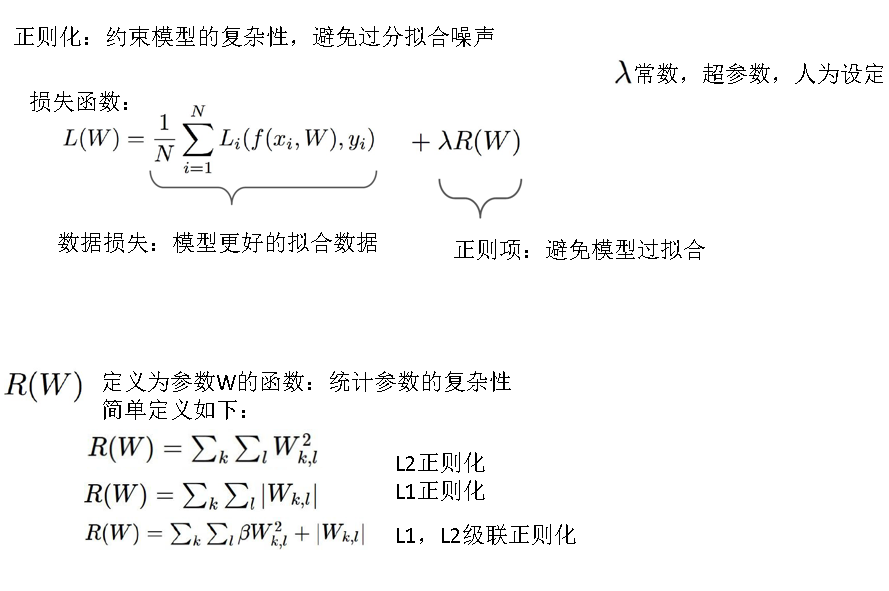 正则化：约束模型的复杂性，避免过分拟合噪声
λ常数，超参数，人为设定
损失函数：
L(W) = \frac{1}{N} \sum_{i=1}^{N} L_i(f(x_i, W), y_i) + λR(W)
数据损失：模型更好的拟合数据
正则项：避免模型过拟合
R(W) 定义为参数W的函数：统计参数的复杂性
简单定义如下：
R(W) = \sum_k \sum_l W_{k,l}^2 L2正则化
R(W) = \sum_k \sum_l |W_{k,l}| L1正则化
R(W) = \sum_k \sum_l βW_{k,l}^2 + |W_{k,l}| L1，L2级联正则化